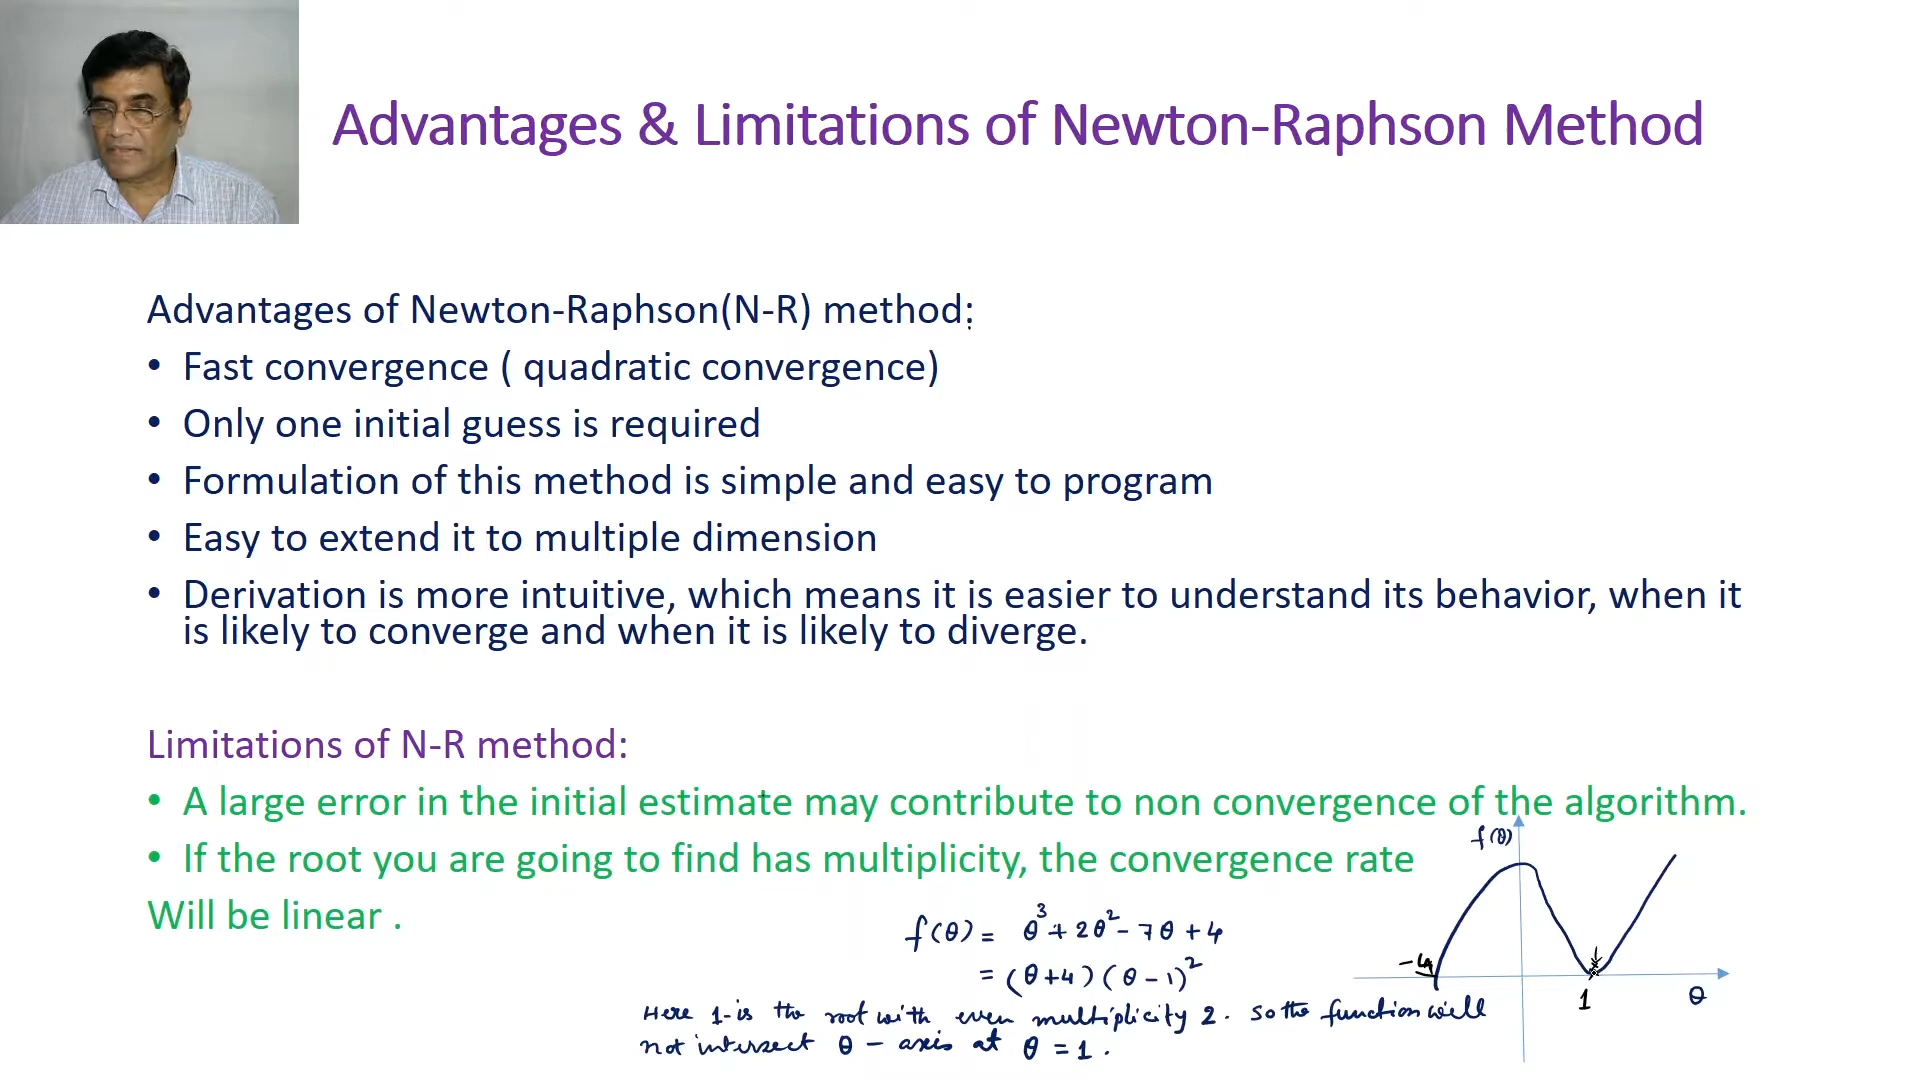 Advantages & Limitations of Newton-Raphson Method
Advantages of Newton-Raphson(N-R) method:
• Fast convergence ( quadratic convergence)
• Only one initial guess is required
• Formulation of this method is simple and easy to program
• Easy to extend it to multiple dimension
• Derivation is more intuitive, which means it is easier to understand its behavior, when it
is likely to converge and when it is likely to diverge.
Limitations of N-R method:
• A large error in the initial estimate may contribute to non convergence of the algorithm.
• If the root you are going to find has multiplicity, the convergence rate
Will be linear .
f(θ) = θ³ + 2θ² - 7θ + 4
= (θ+4)(θ-1)²
Here 1 is the root with even multiplicity 2. so the function will
not intersect θ - axis at θ = 1 .
f(θ)
-4
1
θ